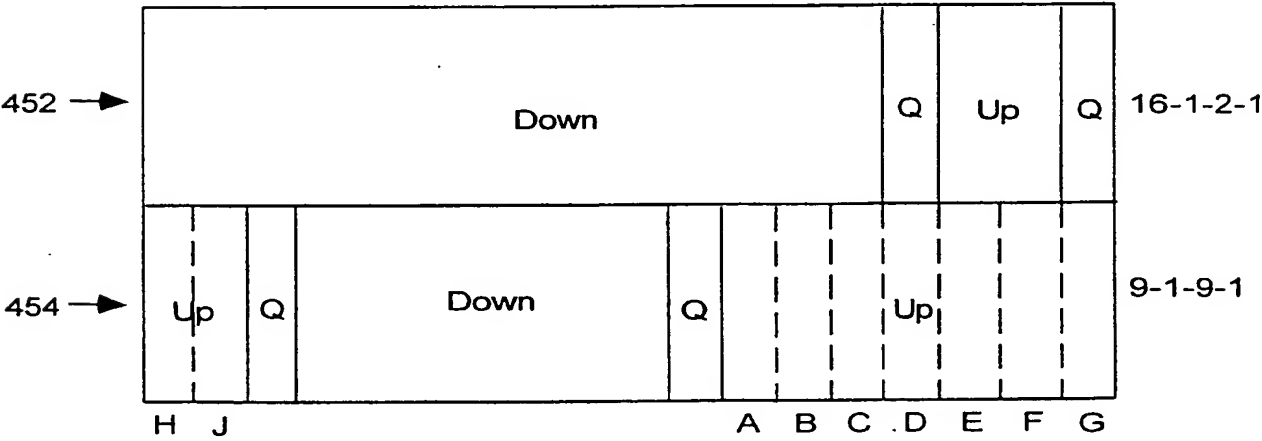 452 Down Q Up Q 16-1-2-1
454 Up Q Down Q Up 9-1-9-1
H J A B C .D E F G